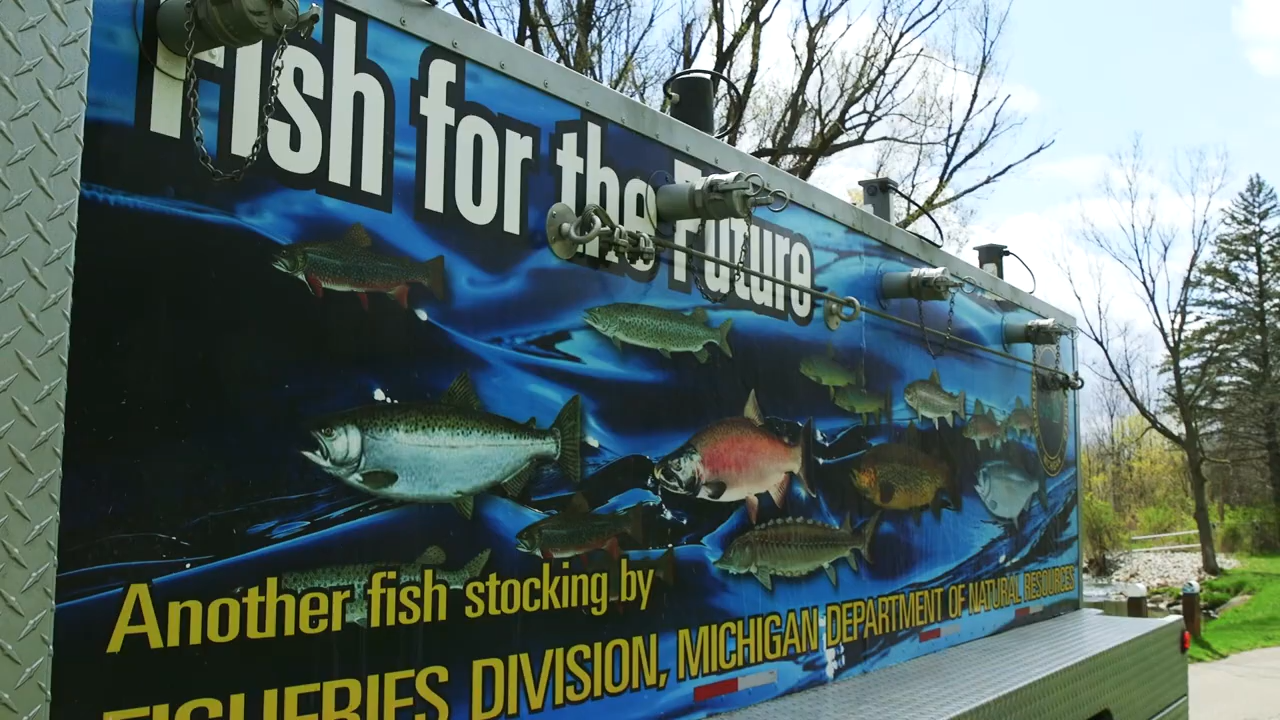 Fish for the Future
Another fish stocking by
FISHERIES DIVISION, MICHIGAN DEPARTMENT OF NATURAL RESOURCES